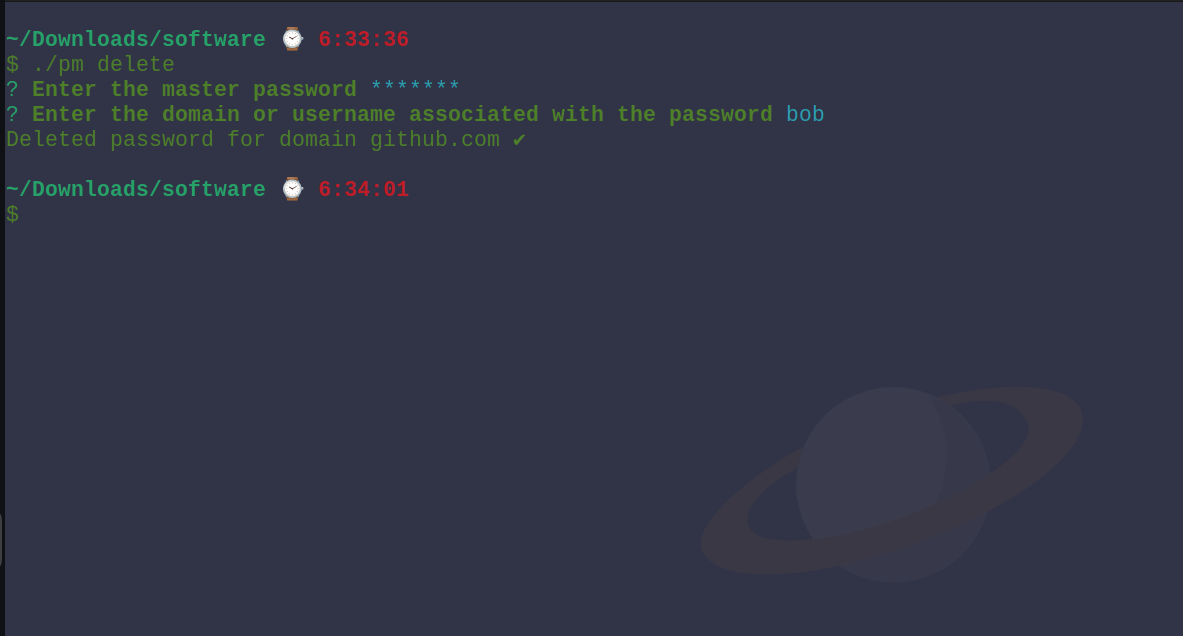 ~/Downloads/software ⌚ 6:33:36
$ ./pm delete
? Enter the master password *******
? Enter the domain or username associated with the password bob
Deleted password for domain github.com ✔
~/Downloads/software ⌚ 6:34:01
$